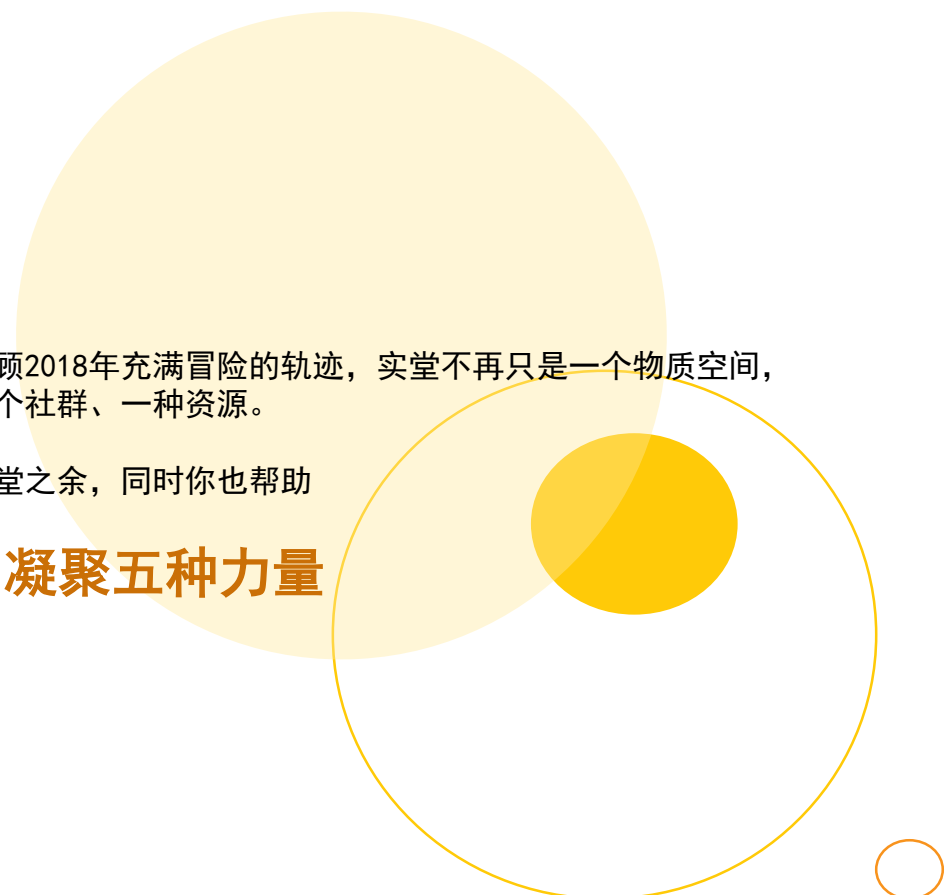 顾2018年充满冒险的轨迹，实堂不再只是一个物质空间，
个社群、一种资源。
堂之余，同时你也帮助
凝聚五种力量